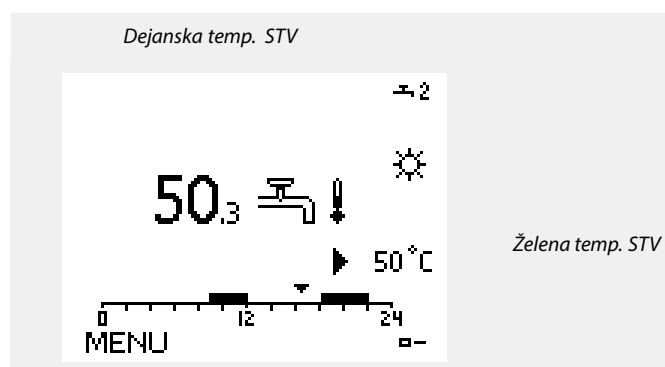 Dejanska temp. STV
2
50.3
50°C
Želena temp. STV
0 12 24
MENU